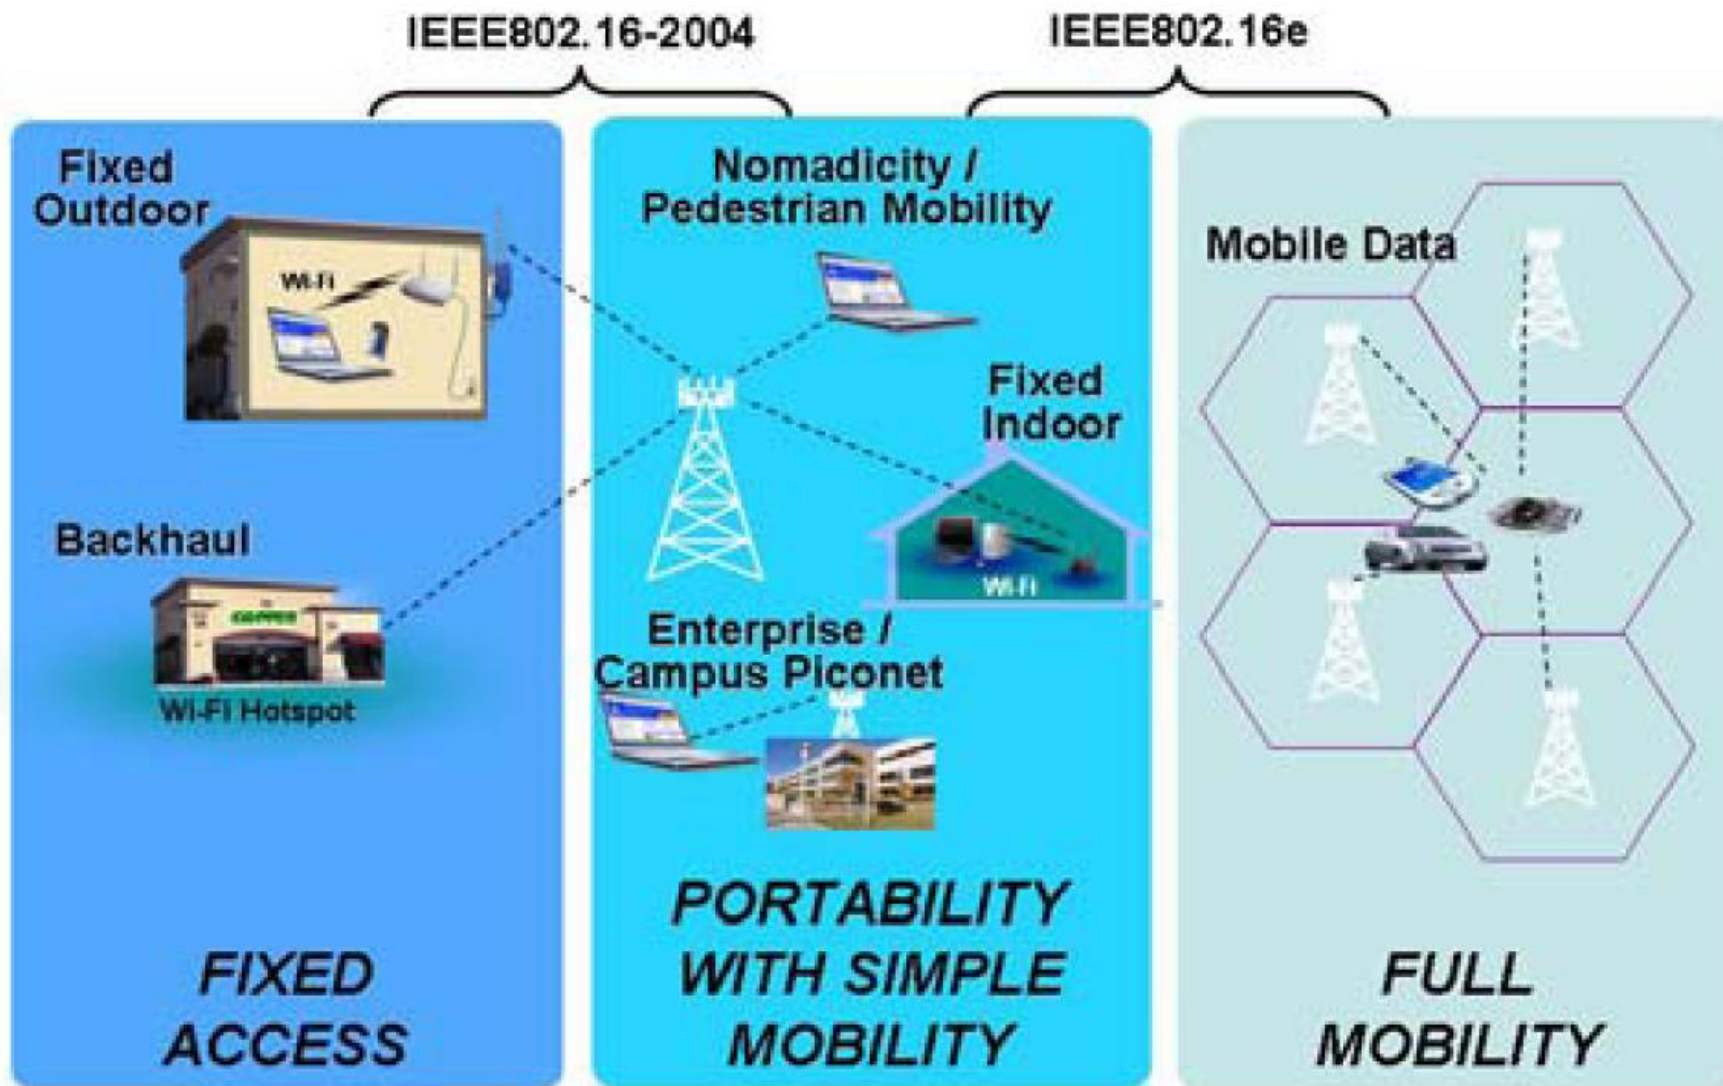 IEEE802.16-2004
IEEE802.16e
Fixed
Outdoor
Wi-Fi
Backhaul
Wi-Fi Hotspot
FIXED
ACCESS
Nomadicity /
Pedestrian Mobility
Fixed
Indoor
Wi-Fi
Enterprise /
Campus Piconet
PORTABILITY
WITH SIMPLE
MOBILITY
Mobile Data
FULL
MOBILITY